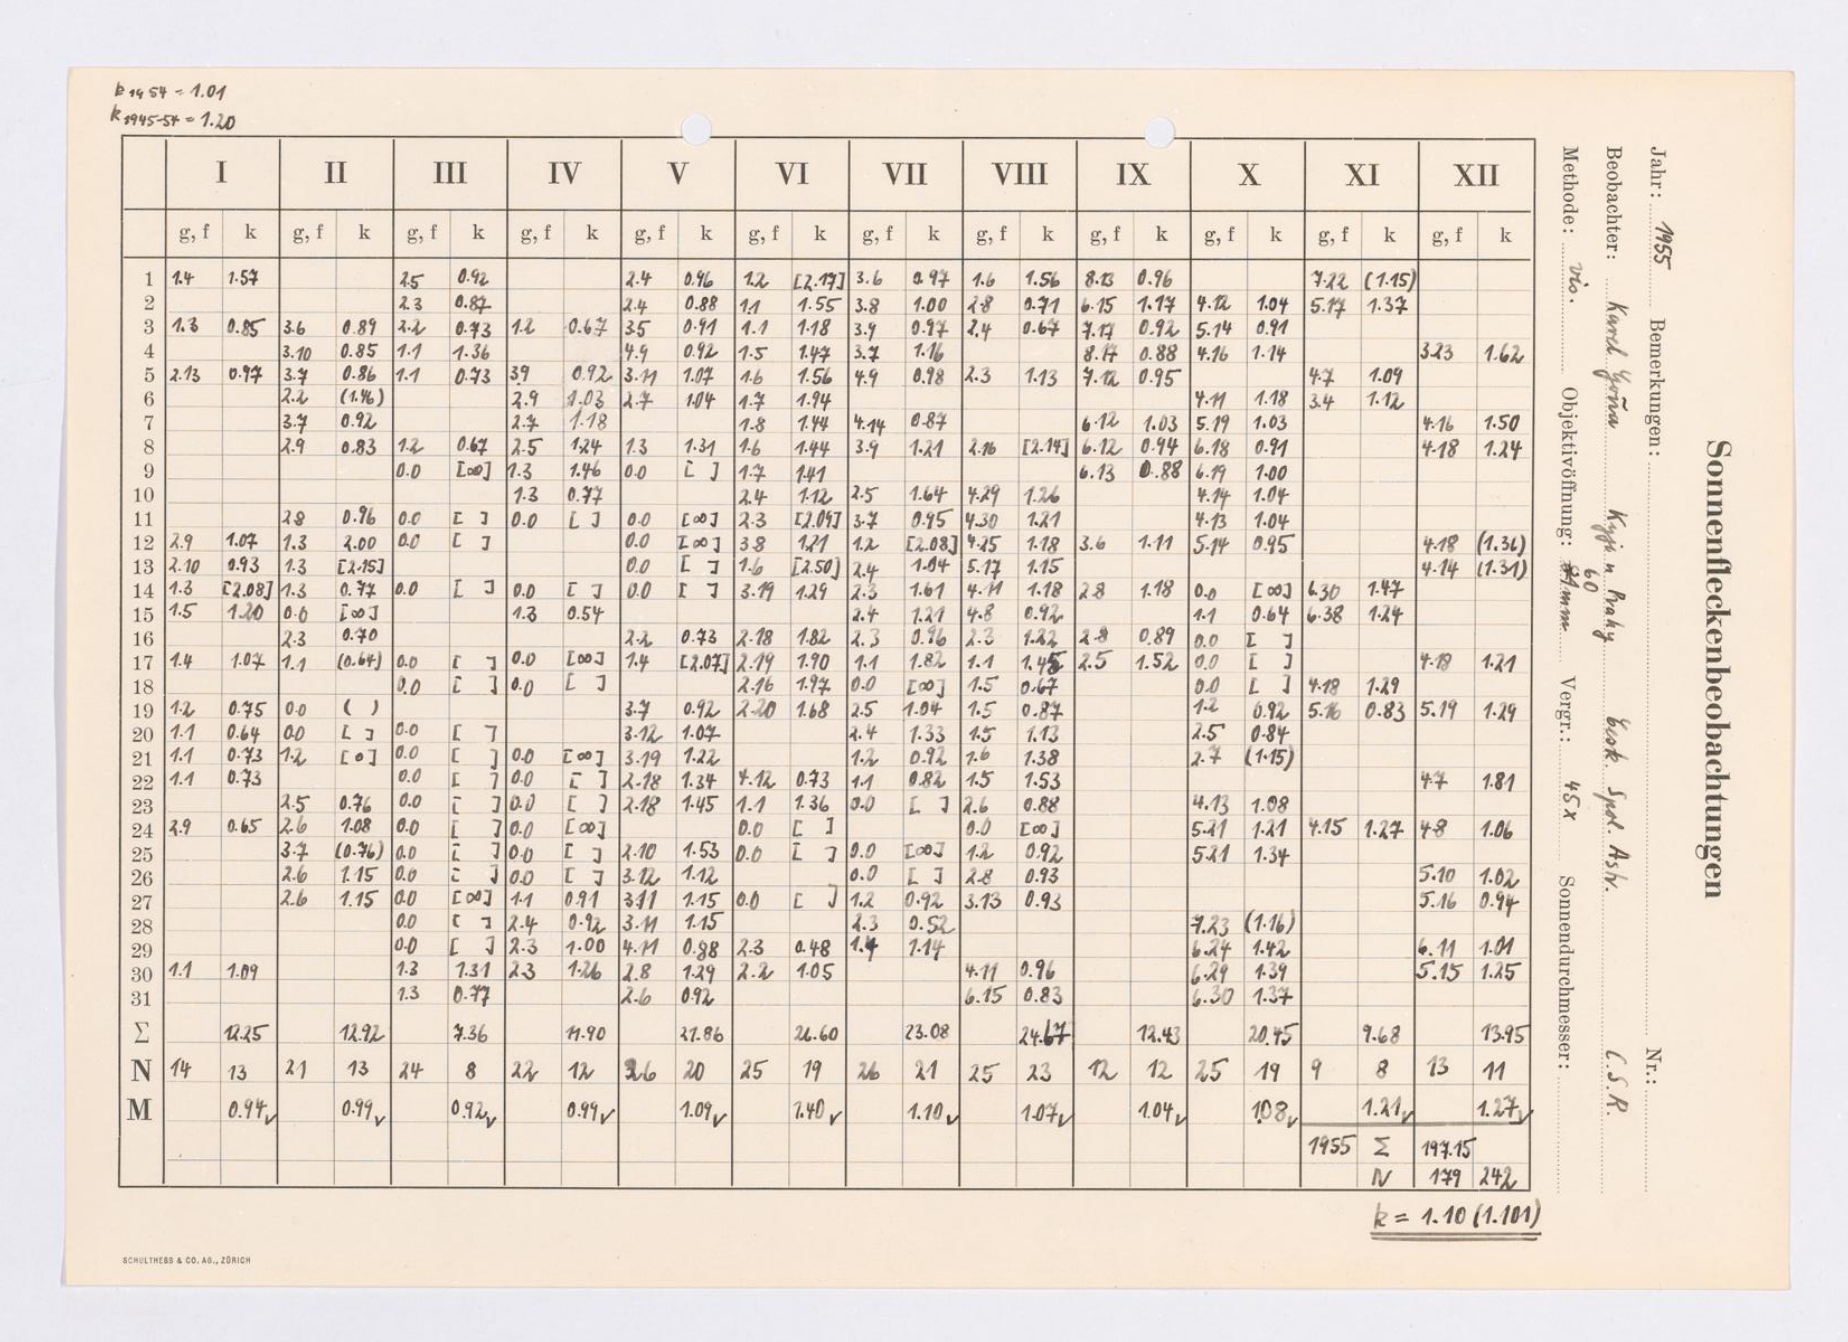 k 1954 = 1.01
k 1945-54 = 1.20
I II III IV V VI VII VIII IX X XI XII
g, f k g, f k g, f k g, f k g, f k g, f k g, f k g, f k g, f k g, f k g, f k g, f k
1 1.4 1.57 2.5 0.92 2.4 0.96 1.2 [2.17] 3.6 0.97 1.6 1.56 8.13 0.96 7.22 (1.15)
2 2.3 0.87 2.4 0.88 1.1 1.55 3.8 1.00 2.8 0.71 6.15 1.17 4.12 1.04 5.17 1.37
3 1.3 0.85 3.6 0.89 2.2 0.73 1.2 0.67 3.5 0.91 1.1 1.18 3.9 0.97 2.4 0.67 7.17 0.92 5.14 0.91
4 3.10 0.85 1.1 1.36 4.9 0.92 1.5 1.47 3.7 1.16 8.17 0.88 4.16 1.14 3.23 1.62
5 2.13 0.97 3.7 0.86 1.1 0.73 3.9 0.92 3.11 1.07 1.6 1.56 4.9 0.98 2.3 1.13 7.12 0.95 4.7 1.09
6 2.2 (1.46) 2.9 1.03 2.7 1.04 1.7 1.94 4.11 1.18 3.4 1.12
7 3.7 0.92 2.7 1.18 1.8 1.44 4.14 0.87 6.12 1.03 5.19 1.03 4.16 1.50
8 2.9 0.83 1.2 0.67 2.5 1.24 1.3 1.31 1.6 1.44 3.9 1.21 2.16 [2.14] 6.12 0.94 6.18 0.91 4.18 1.24
9 0.0 [∞] 1.3 1.46 0.0 [ ] 1.7 1.41 6.13 0.88 6.19 1.00
10 1.3 0.77 2.4 1.12 2.5 1.64 4.29 1.26 4.14 1.04
11 2.8 0.96 0.0 [ ] 0.0 [ ] 0.0 [∞] 2.3 [2.09] 3.7 0.95 4.30 1.21 4.13 1.04
12 2.9 1.07 1.3 2.00 0.0 [ ] 0.0 [∞] 3.8 1.21 1.2 [2.08] 4.25 1.18 3.6 1.11 5.14 0.95 4.18 (1.36)
13 2.10 0.93 1.3 [2.15] 0.0 [ ] 1.6 [2.50] 2.4 1.04 5.17 1.15 4.14 (1.31)
14 1.3 [2.08] 1.3 0.77 0.0 [ ] 0.0 [ ] 0.0 [ ] 3.19 1.29 2.3 1.61 4.11 1.18 2.8 1.18 0.0 [∞] 6.30 1.47
15 1.5 1.20 0.0 [∞] 1.3 0.54 2.4 1.21 4.8 0.92 1.1 0.64 6.38 1.24
16 2.3 0.70 2.2 0.73 2.18 1.82 2.3 0.96 2.3 1.22 2.8 0.89 0.0 [ ]
17 1.4 1.07 1.1 (0.64) 0.0 [ ] 0.0 [∞] 1.4 [2.07] 2.19 1.90 1.1 1.82 1.1 1.45 2.5 1.52 0.0 [ ] 4.18 1.21
18 0.0 [ ] 0.0 [ ] 2.16 1.97 0.0 [∞] 1.5 0.67 0.0 [ ] 4.18 1.29
19 1.2 0.75 0.0 ( ) 3.7 0.92 2.20 1.68 2.5 1.04 1.5 0.87 1.2 0.92 5.16 0.83 5.19 1.29
20 1.1 0.64 0.0 [ ] 0.0 [ ] 3.12 1.07 2.4 1.33 1.5 1.13 2.5 0.84
21 1.1 0.73 1.2 [0] 0.0 [ ] 0.0 [∞] 3.19 1.22 1.2 0.92 1.6 1.38 2.7 (1.15)
22 1.1 0.73 0.0 [ ] 0.0 [ ] 2.18 1.34 4.12 0.73 1.1 0.82 1.5 1.53 4.7 1.81
23 2.5 0.76 0.0 [ ] 0.0 [ ] 2.18 1.45 1.1 1.36 0.0 [ ] 2.6 0.88 4.13 1.08
24 2.9 0.65 2.6 1.08 0.0 [ ] 0.0 [∞] 0.0 [ ] 0.0 [∞] 5.21 1.21 4.15 1.27 4.8 1.06
25 3.7 (0.76) 0.0 [ ] 0.0 [ ] 2.10 1.53 0.0 [ ] 0.0 [∞] 1.2 0.92 5.21 1.34
26 2.6 1.15 0.0 [ ] 0.0 [ ] 3.12 1.12 0.0 [ ] 2.8 0.93 5.10 1.02
27 2.6 1.15 0.0 [∞] 1.1 0.91 3.11 1.15 0.0 [ ] 1.2 0.92 3.13 0.93 5.16 0.94
28 0.0 [ ] 2.4 0.92 3.11 1.15 2.3 0.52 7.23 (1.16)
29 0.0 [ ] 2.3 1.00 4.11 0.88 2.3 0.48 1.4 1.14 6.24 1.42 6.11 1.01
30 1.1 1.09 1.3 1.31 2.3 1.26 2.8 1.29 2.2 1.05 4.11 0.96 6.29 1.39 5.15 1.25
31 1.3 0.77 2.6 0.92 6.15 0.83 6.30 1.37
Σ 12.25 12.92 7.36 11.90 21.86 26.60 23.08 24.67 12.43 20.45 9.68 13.95
N 14 13 21 13 24 8 22 12 26 20 25 19 26 21 25 23 12 12 25 19 9 8 13 11
M 0.94✓ 0.99✓ 0.92✓ 0.99✓ 1.09✓ 1.40✓ 1.10✓ 1.07✓ 1.04✓ 1.08✓ 1.21✓ 1.27✓
1955 Σ 197.15
N 179 242
k = 1.10 (1.101)
SCHULTHESS & CO. AG., ZÜRICH
Sonnenfleckenbeobachtungen
Jahr: 1955 Bemerkungen: Nr.:
Beobachter: Karel Kyje u Prahy Česk. Spol. Astr. C.S.R.
Methode: vis. Objektivöffnung: 60 mm Vergr.: 45x Sonnendurchmesser: